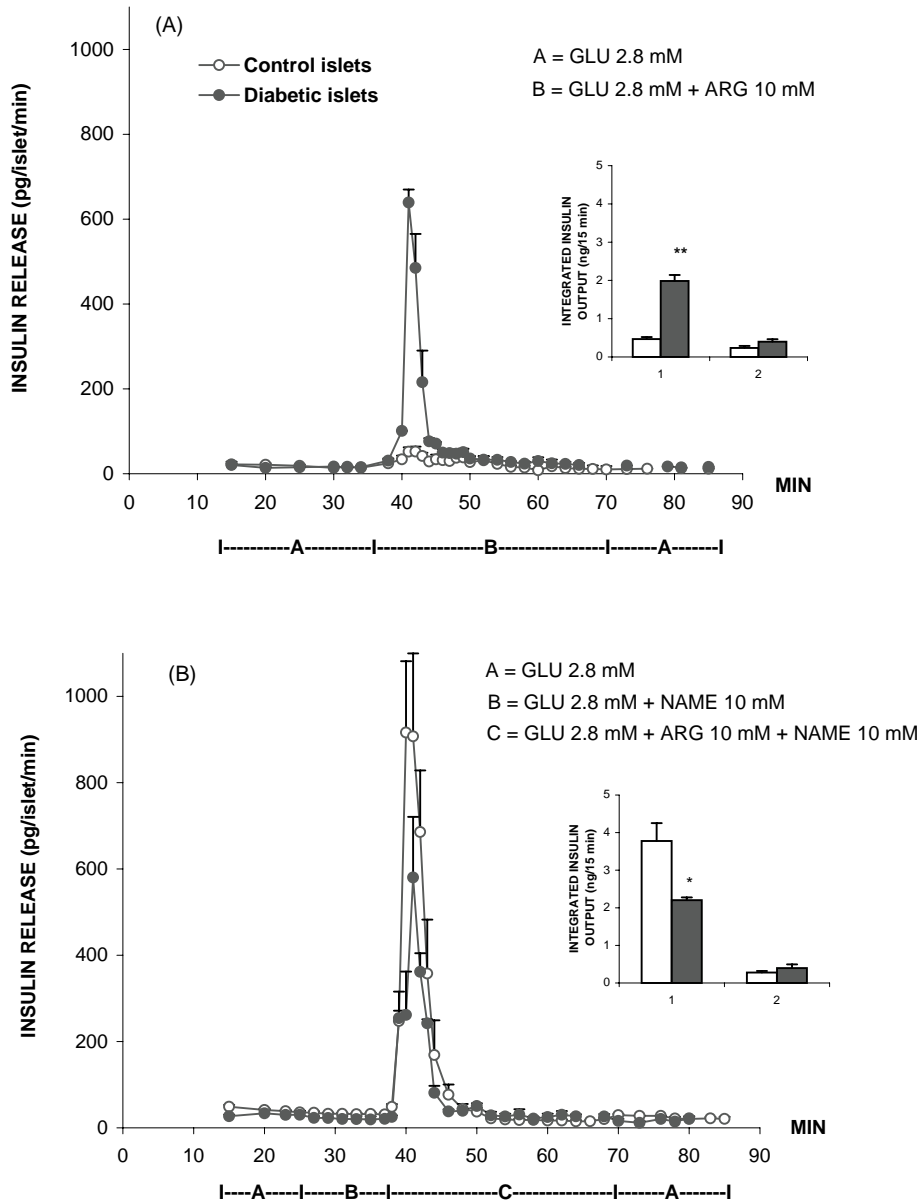 (A)
Control islets
Diabetic islets
A = GLU 2.8 mM
B = GLU 2.8 mM + ARG 10 mM
INSULIN RELEASE (pg/islet/min)
1000
800
600
400
200
0
0 10 20 30 40 50 60 70 80 90
MIN
I----------A-----------I----------------B--------------I----------A------I
INTEGRATED INSULIN
OUTPUT (ng/15 min)
5
4
3
2
1
0
**
1 2
(B)
A = GLU 2.8 mM
B = GLU 2.8 mM + NAME 10 mM
C = GLU 2.8 mM + ARG 10 mM + NAME 10 mM
INSULIN RELEASE (pg/islet/min)
1000
800
600
400
200
0
0 10 20 30 40 50 60 70 80 90
MIN
I----A-----I-----B----I---------------C-------------I--------A------I
INTEGRATED INSULIN
OUTPUT (ng/15 min)
5
4
3
2
1
0
*
1 2